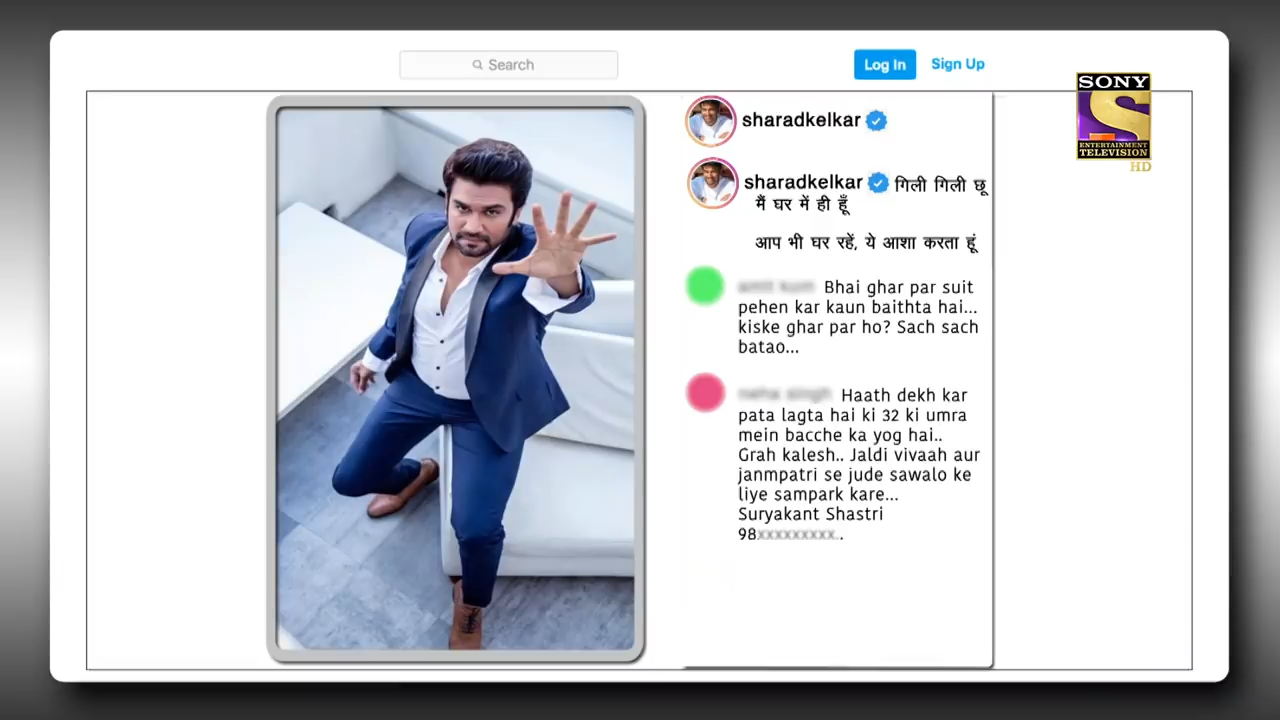 Search
Log In
Sign Up
SONY
ENTERTAINMENT
TELEVISION
HD
sharadkelkar
sharadkelkar गिली गिली छू
मैं घर में ही हूँ
आप भी घर रहें, ये आशा करता हूं
Bhai ghar par suit
pehen kar kaun baithta hai...
kiske ghar par ho? Sach sach
batao...
Haath dekh kar
pata lagta hai ki 32 ki umra
mein bacche ka yog hai..
Grah kalesh.. Jaldi vivaah aur
janmpatri se jude sawalo ke
liye sampark kare...
Suryakant Shastri
98xxxxxxxxx.